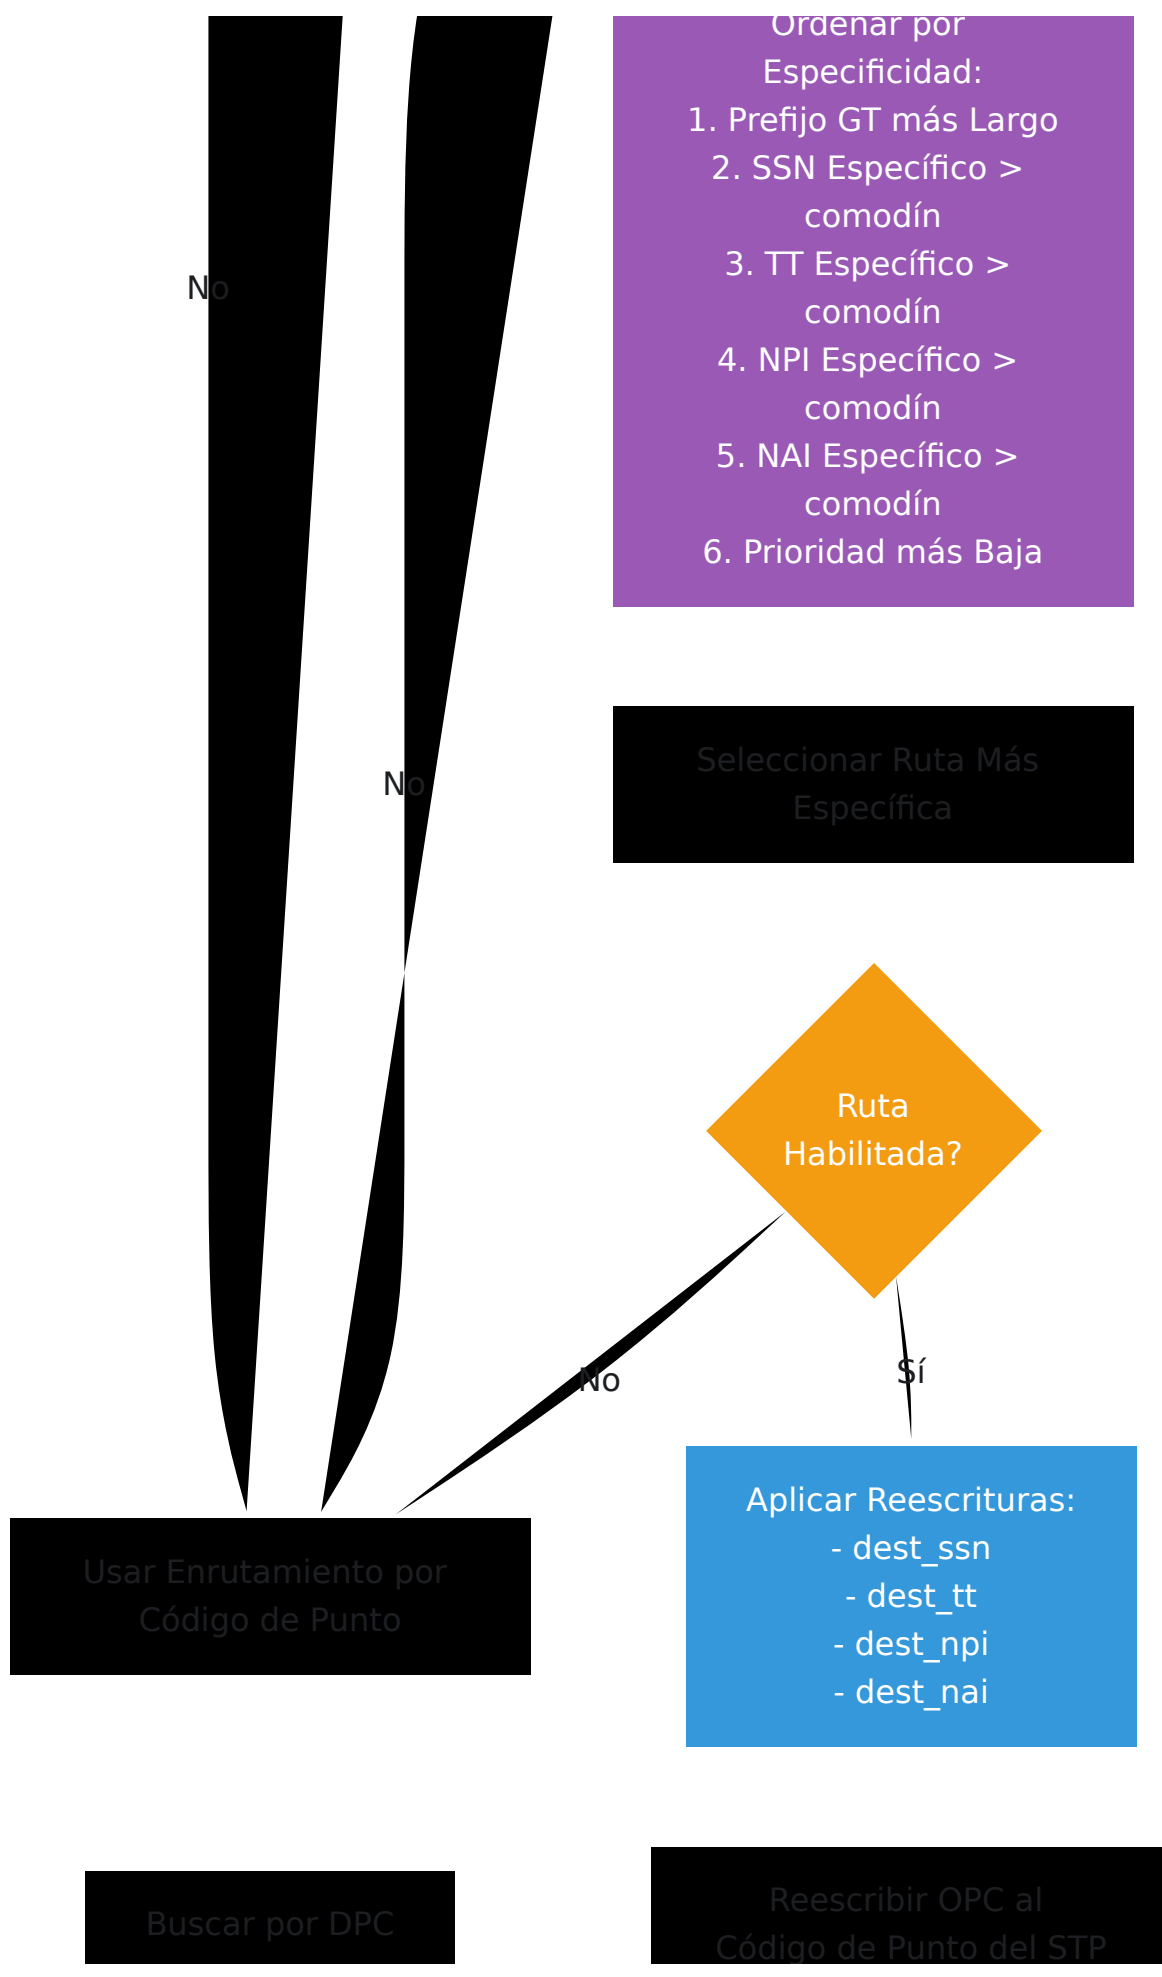 Ordenar por
Especificidad:
1. Prefijo GT más Largo
2. SSN Específico >
comodín
3. TT Específico >
comodín
4. NPI Específico >
comodín
5. NAI Específico >
comodín
6. Prioridad más Baja
No
No
Seleccionar Ruta Más
Específica
Ruta
Habilitada?
No
Sí
Usar Enrutamiento por
Código de Punto
Aplicar Reescrituras:
- dest_ssn
- dest_tt
- dest_npi
- dest_nai
Buscar por DPC
Reescribir OPC al
Código de Punto del STP